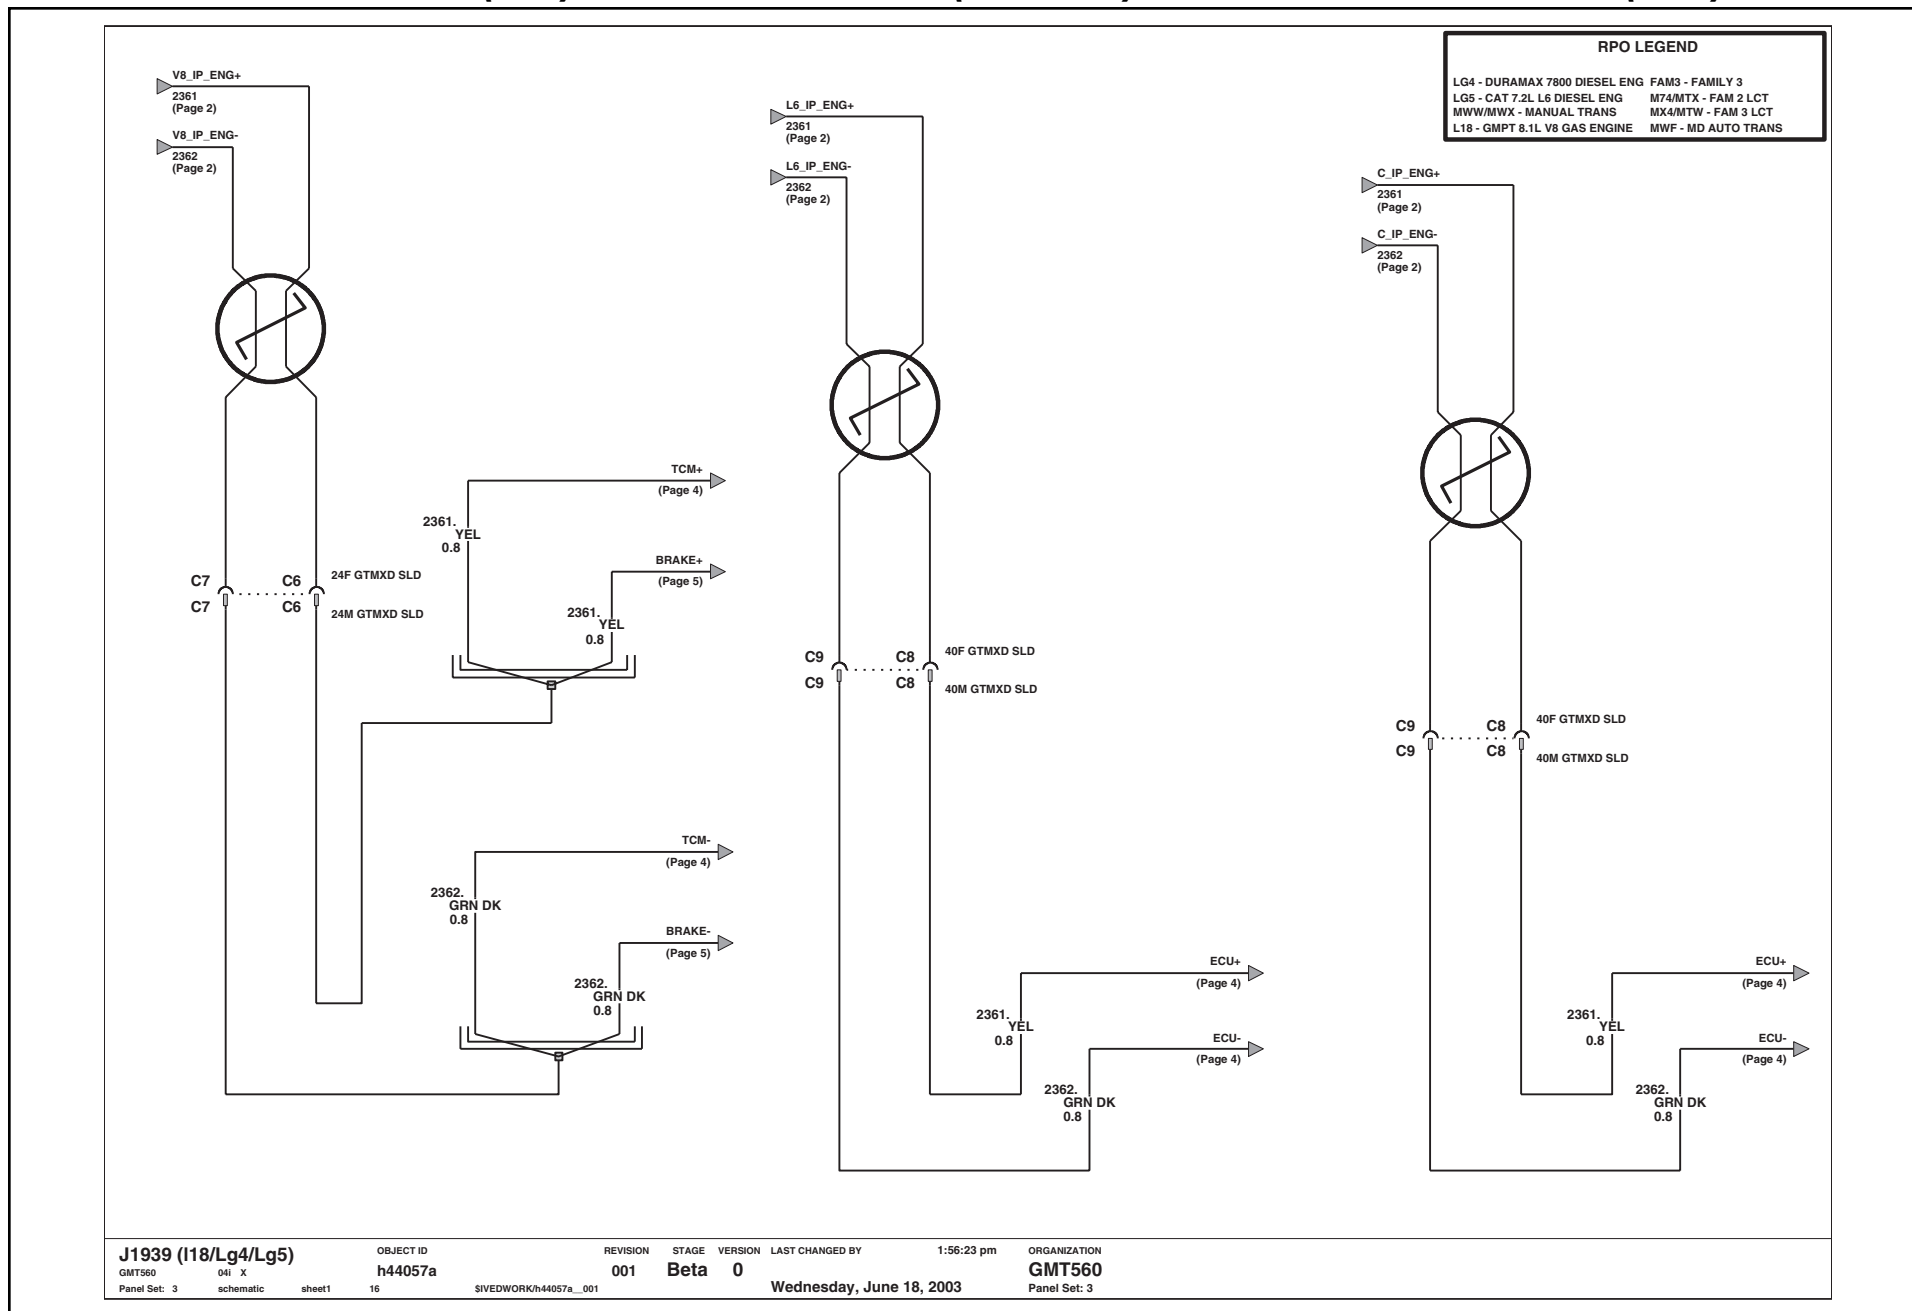 RPO LEGEND
LG4 - DURAMAX 7800 DIESEL ENG FAM3 - FAMILY 3
LG5 - CAT 7.2L L6 DIESEL ENG M74/MTX - FAM 2 LCT
MWW/MWX - MANUAL TRANS MX4/MTW - FAM 3 LCT
L18 - GMPT 8.1L V8 GAS ENGINE MWF - MD AUTO TRANS
V8_IP_ENG+
2361
(Page 2)
V8_IP_ENG-
2362
(Page 2)
C7 C6 24F GTMXD SLD
C7 C6 24M GTMXD SLD
TCM+
(Page 4)
2361.
YEL
0.8
BRAKE+
(Page 5)
2361.
YEL
0.8
TCM-
(Page 4)
2362.
GRN DK
0.8
BRAKE-
(Page 5)
2362.
GRN DK
0.8
L6_IP_ENG+
2361
(Page 2)
L6_IP_ENG-
2362
(Page 2)
C9 C8 40F GTMXD SLD
C9 C8 40M GTMXD SLD
ECU+
(Page 4)
2361.
YEL
0.8
ECU-
(Page 4)
2362.
GRN DK
0.8
C_IP_ENG+
2361
(Page 2)
C_IP_ENG-
2362
(Page 2)
C9 C8 40F GTMXD SLD
C9 C8 40M GTMXD SLD
ECU+
(Page 4)
2361.
YEL
0.8
ECU-
(Page 4)
2362.
GRN DK
0.8
J1939 (I18/Lg4/Lg5) OBJECT ID REVISION STAGE VERSION LAST CHANGED BY 1:56:23 pm ORGANIZATION
GMT560 04i X h44057a 001 Beta 0 GMT560
Panel Set: 3 schematic sheet1 16 $IVEDWORK/h44057a__001 Wednesday, June 18, 2003 Panel Set: 3